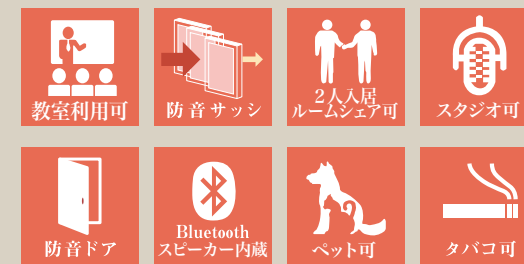 教室利用可
防音サッシ
2人入居
ルームシェア可
スタジオ可
防音ドア
Bluetooth
スピーカー内蔵
ペット可
タバコ可